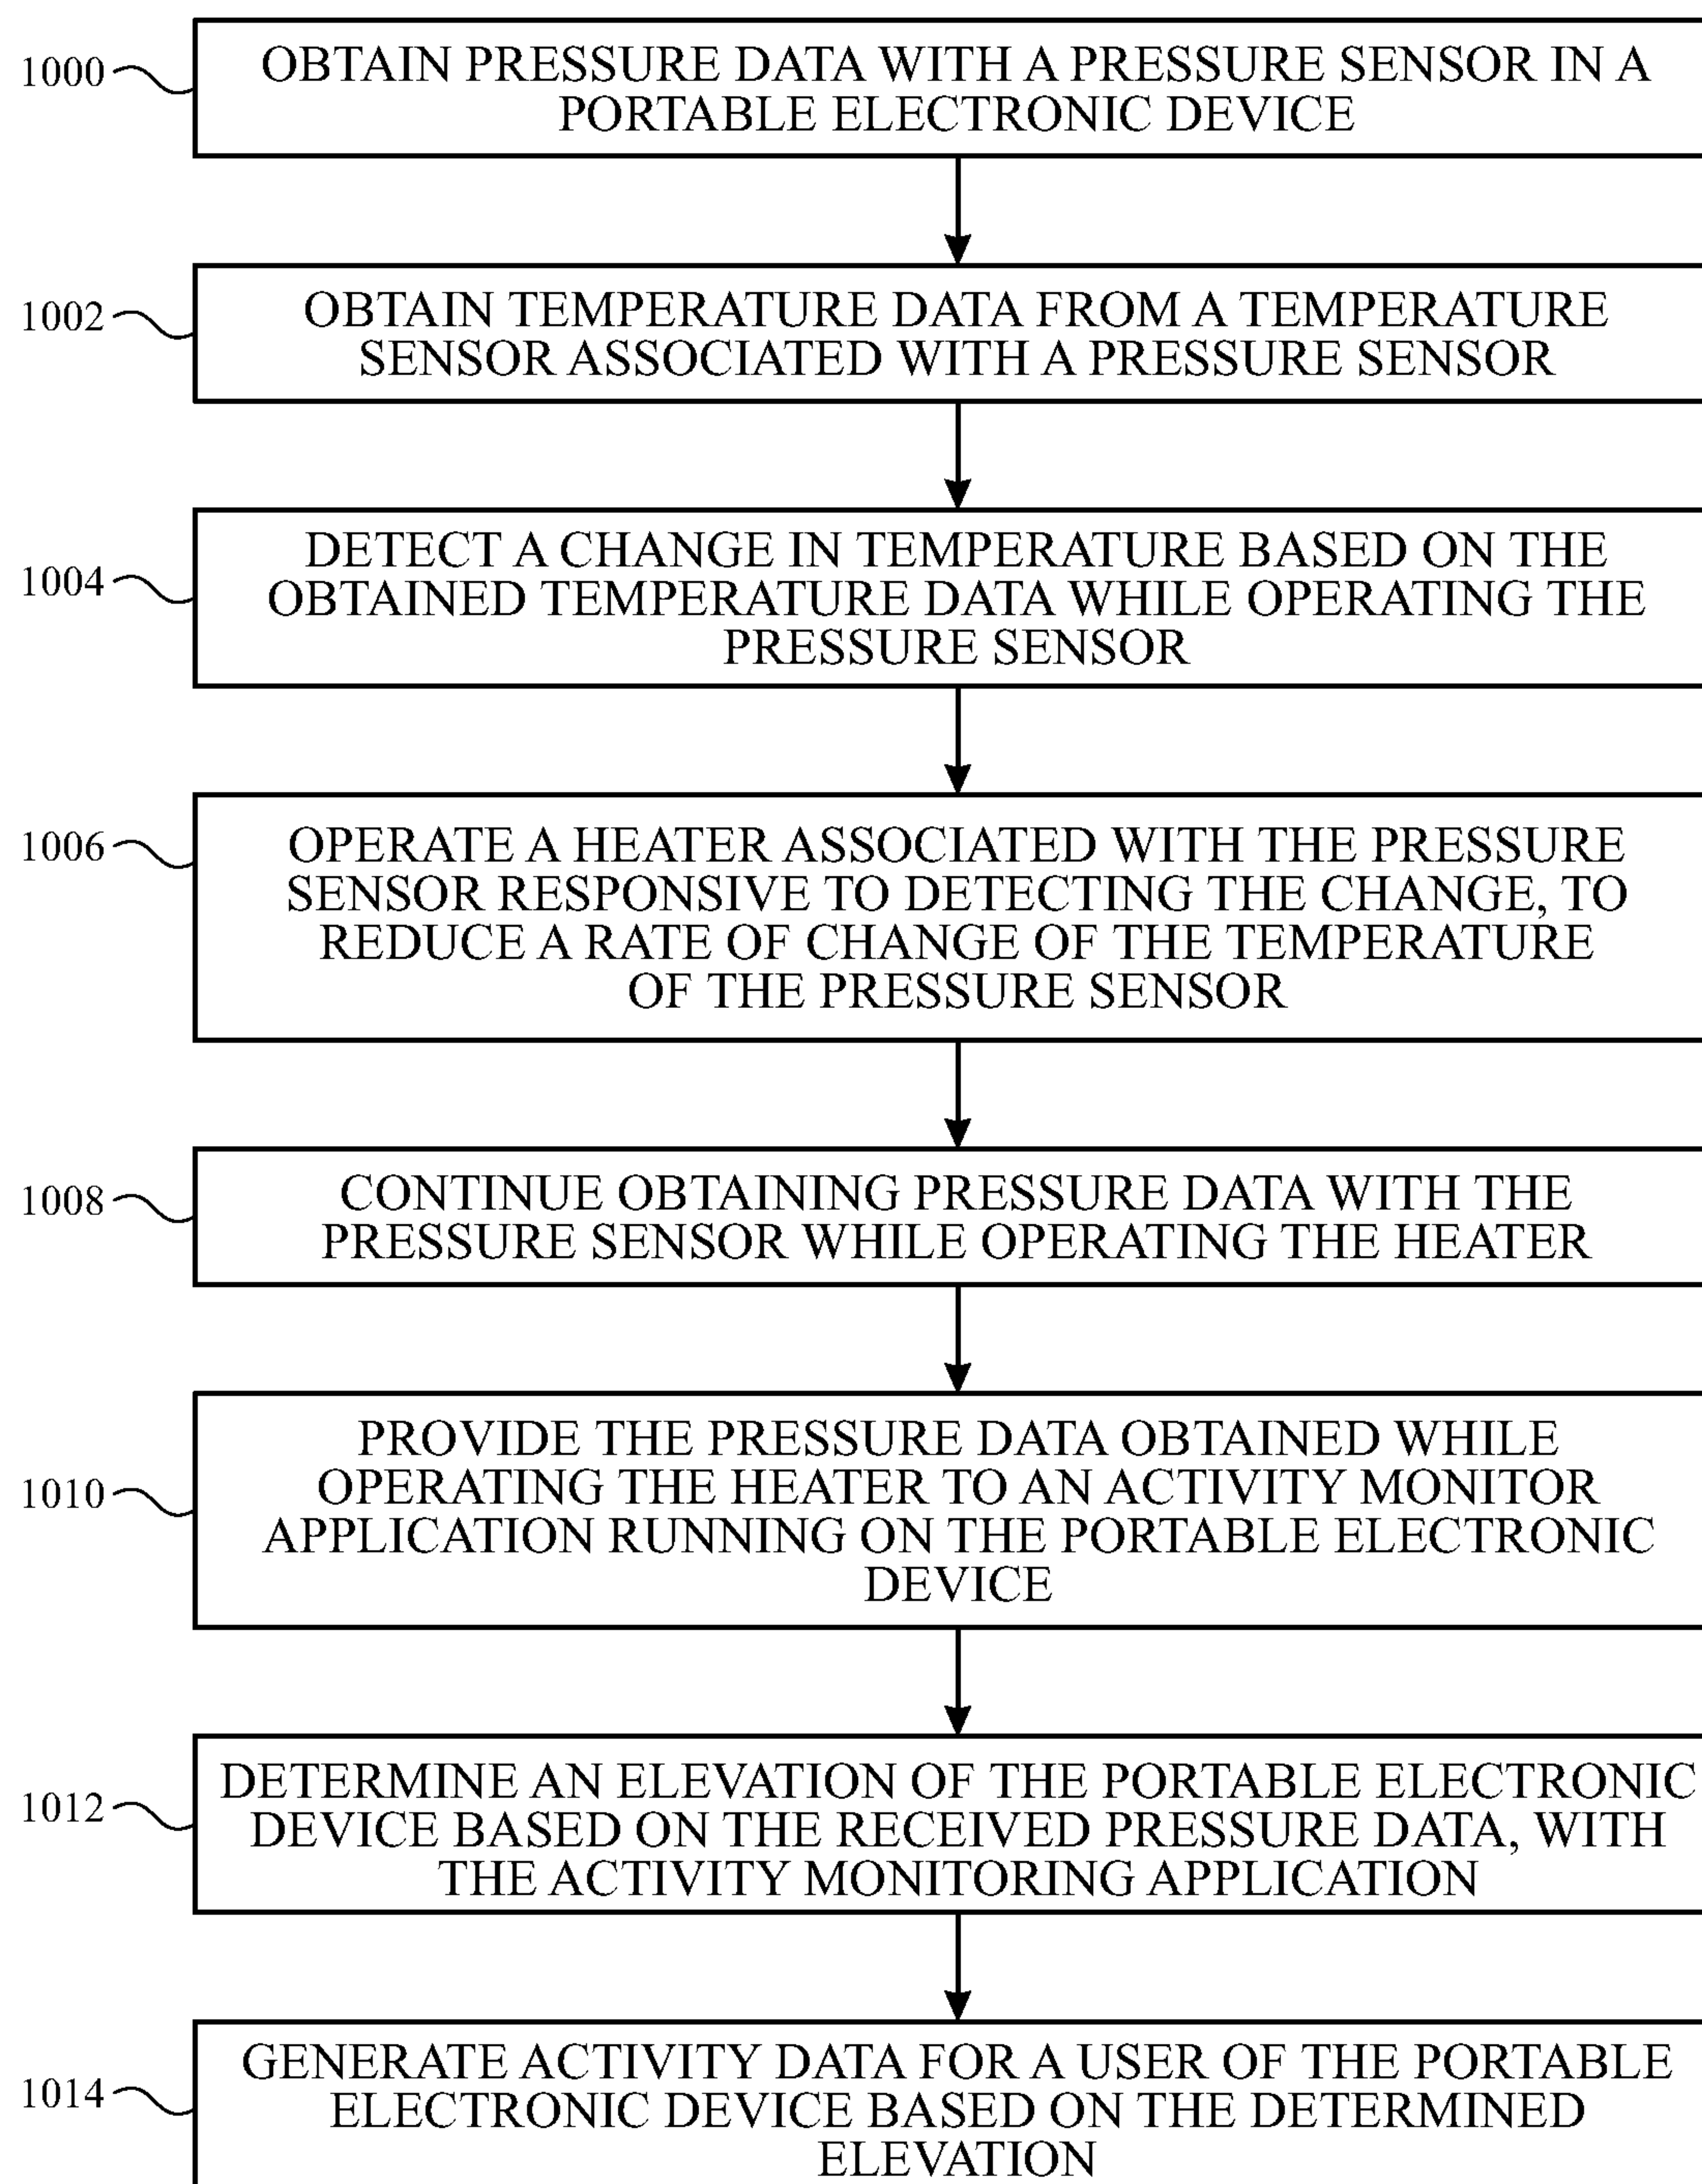 1000
OBTAIN PRESSURE DATA WITH A PRESSURE SENSOR IN A
PORTABLE ELECTRONIC DEVICE
1002
OBTAIN TEMPERATURE DATA FROM A TEMPERATURE
SENSOR ASSOCIATED WITH A PRESSURE SENSOR
1004
DETECT A CHANGE IN TEMPERATURE BASED ON THE
OBTAINED TEMPERATURE DATA WHILE OPERATING THE
PRESSURE SENSOR
1006
OPERATE A HEATER ASSOCIATED WITH THE PRESSURE
SENSOR RESPONSIVE TO DETECTING THE CHANGE, TO
REDUCE A RATE OF CHANGE OF THE TEMPERATURE
OF THE PRESSURE SENSOR
1008
CONTINUE OBTAINING PRESSURE DATA WITH THE
PRESSURE SENSOR WHILE OPERATING THE HEATER
1010
PROVIDE THE PRESSURE DATA OBTAINED WHILE
OPERATING THE HEATER TO AN ACTIVITY MONITOR
APPLICATION RUNNING ON THE PORTABLE ELECTRONIC
DEVICE
1012
DETERMINE AN ELEVATION OF THE PORTABLE ELECTRONIC
DEVICE BASED ON THE RECEIVED PRESSURE DATA, WITH
THE ACTIVITY MONITORING APPLICATION
1014
GENERATE ACTIVITY DATA FOR A USER OF THE PORTABLE
ELECTRONIC DEVICE BASED ON THE DETERMINED
ELEVATION